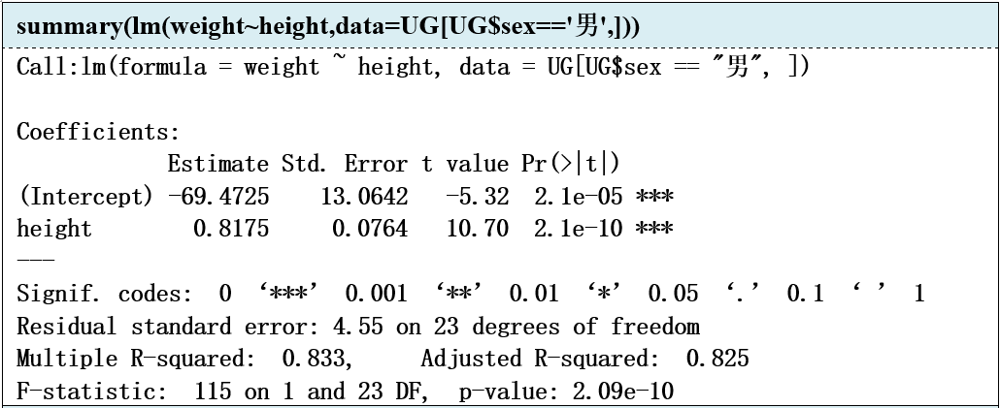 summary(lm(weight~height,data=UG[UG$sex=='男',]))
Call:lm(formula = weight ~ height, data = UG[UG$sex == "男", ])
Coefficients:
            Estimate Std. Error t value Pr(>|t|)
(Intercept) -69.4725    13.0642   -5.32  2.1e-05 ***
height        0.8175     0.0764   10.70  2.1e-10 ***
---
Signif. codes:  0  ‘***’  0.001  ‘**’  0.01  ‘*’  0.05  ‘.’  0.1  ‘ ’  1
Residual standard error: 4.55 on 23 degrees of freedom
Multiple R-squared:  0.833,     Adjusted R-squared:  0.825
F-statistic:  115 on 1 and 23 DF,  p-value: 2.09e-10